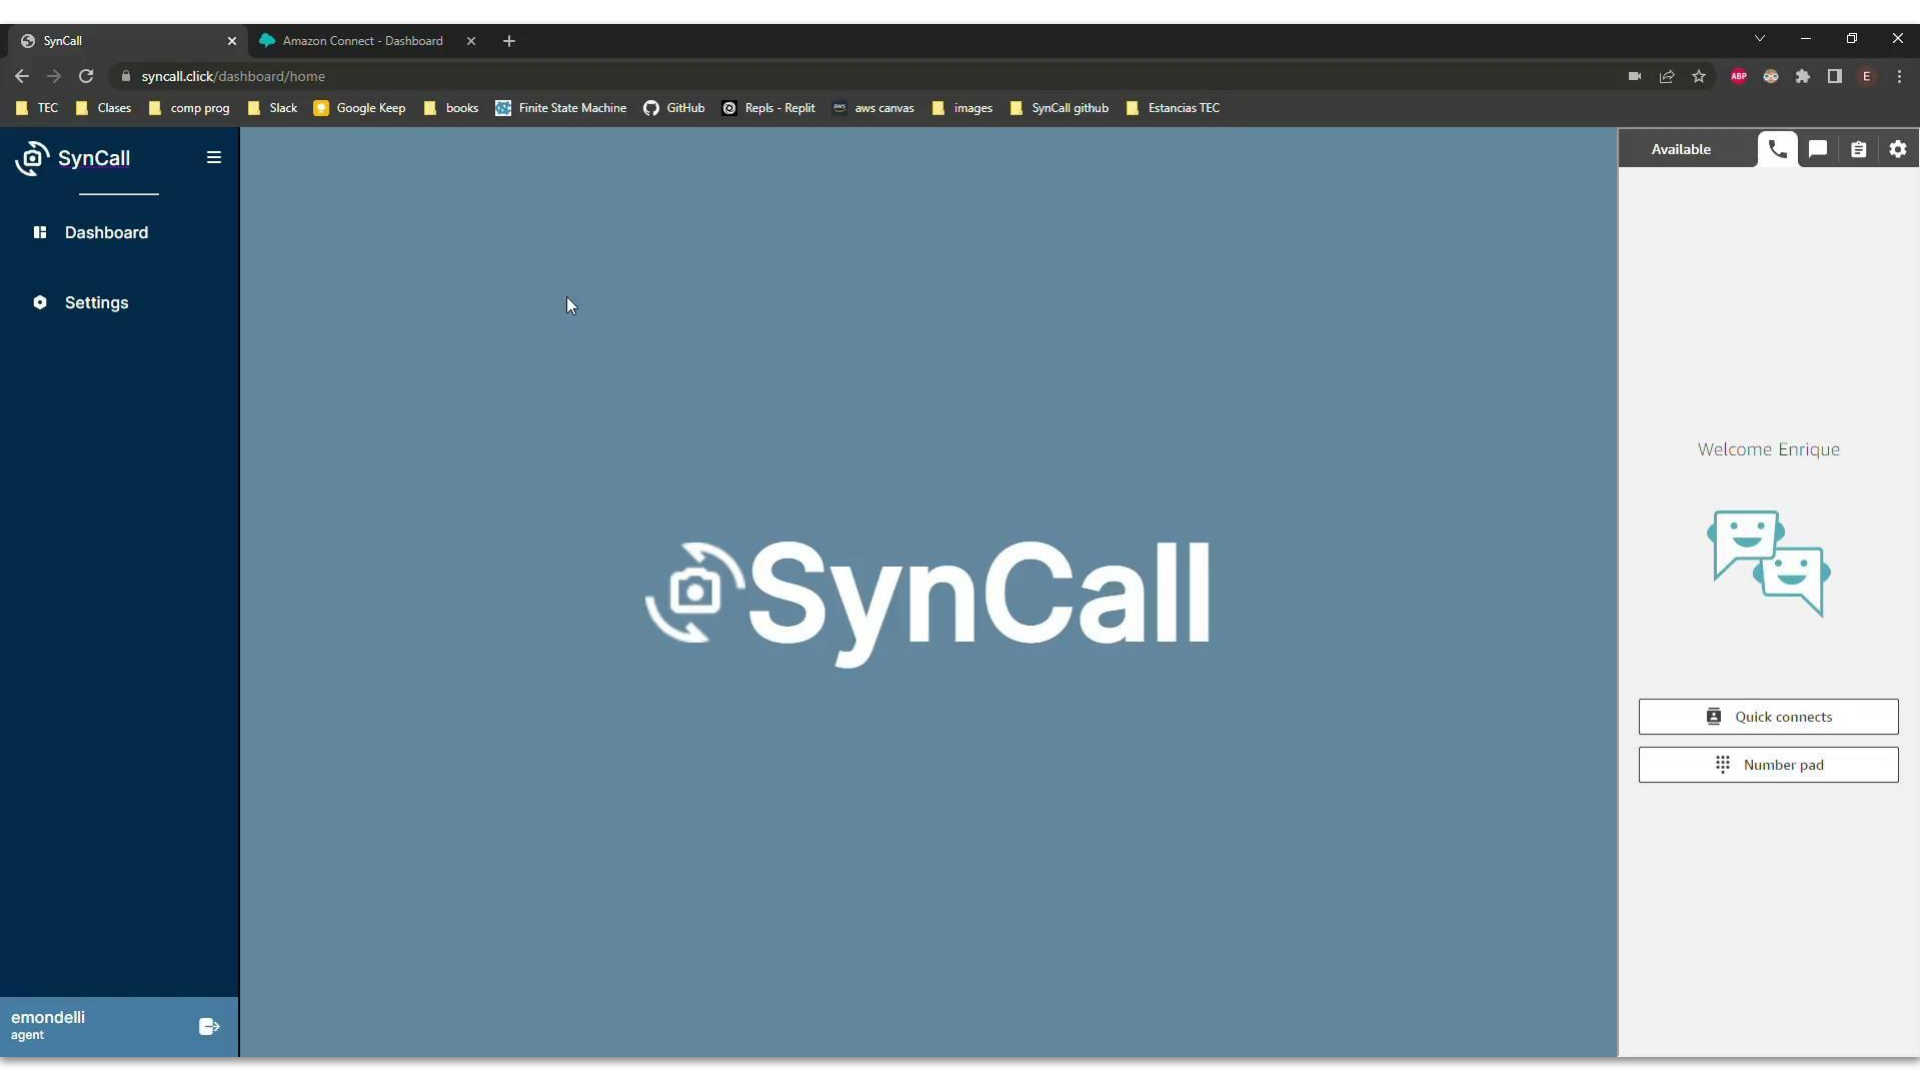 SynCall
Amazon Connect - Dashboard
syncall.click/dashboard/home
ABP
E
TEC
Clases
comp prog
Slack
Google Keep
books
Finite State Machine
GitHub
Repls - Replit
aws
aws canvas
images
SynCall github
Estancias TEC
SynCall
Available
Dashboard
Settings
Welcome Enrique
SynCall
Quick connects
Number pad
emondelli
agent